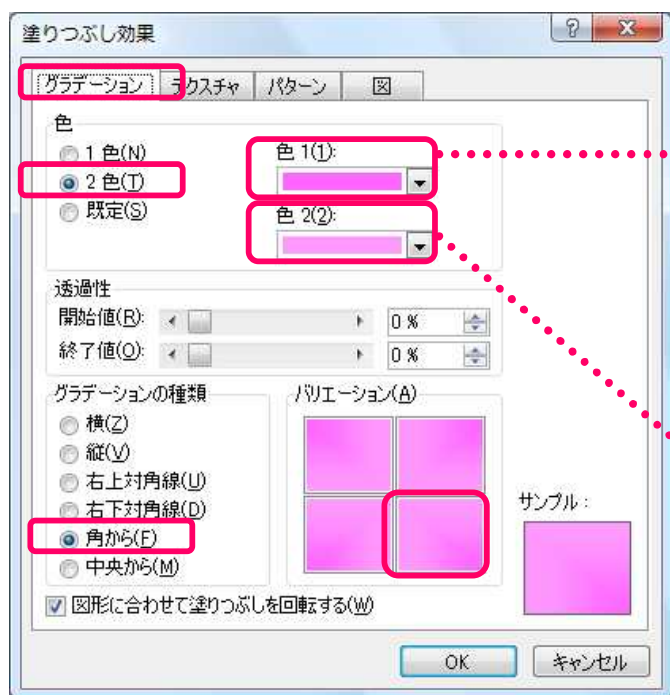 塗りつぶし効果
グラデーション テクスチャ パターン 図
色
1 色(N)
2 色(T)
既定(S)
色 1(1):
色 2(2):
透過性
開始値(R): 0 %
終了値(O): 0 %
グラデーションの種類
横(Z)
縦(V)
右上対角線(U)
右下対角線(D)
角から(F)
中央から(M)
バリエーション(A)
サンプル :
図形に合わせて塗りつぶしを回転する(W)
OK キャンセル